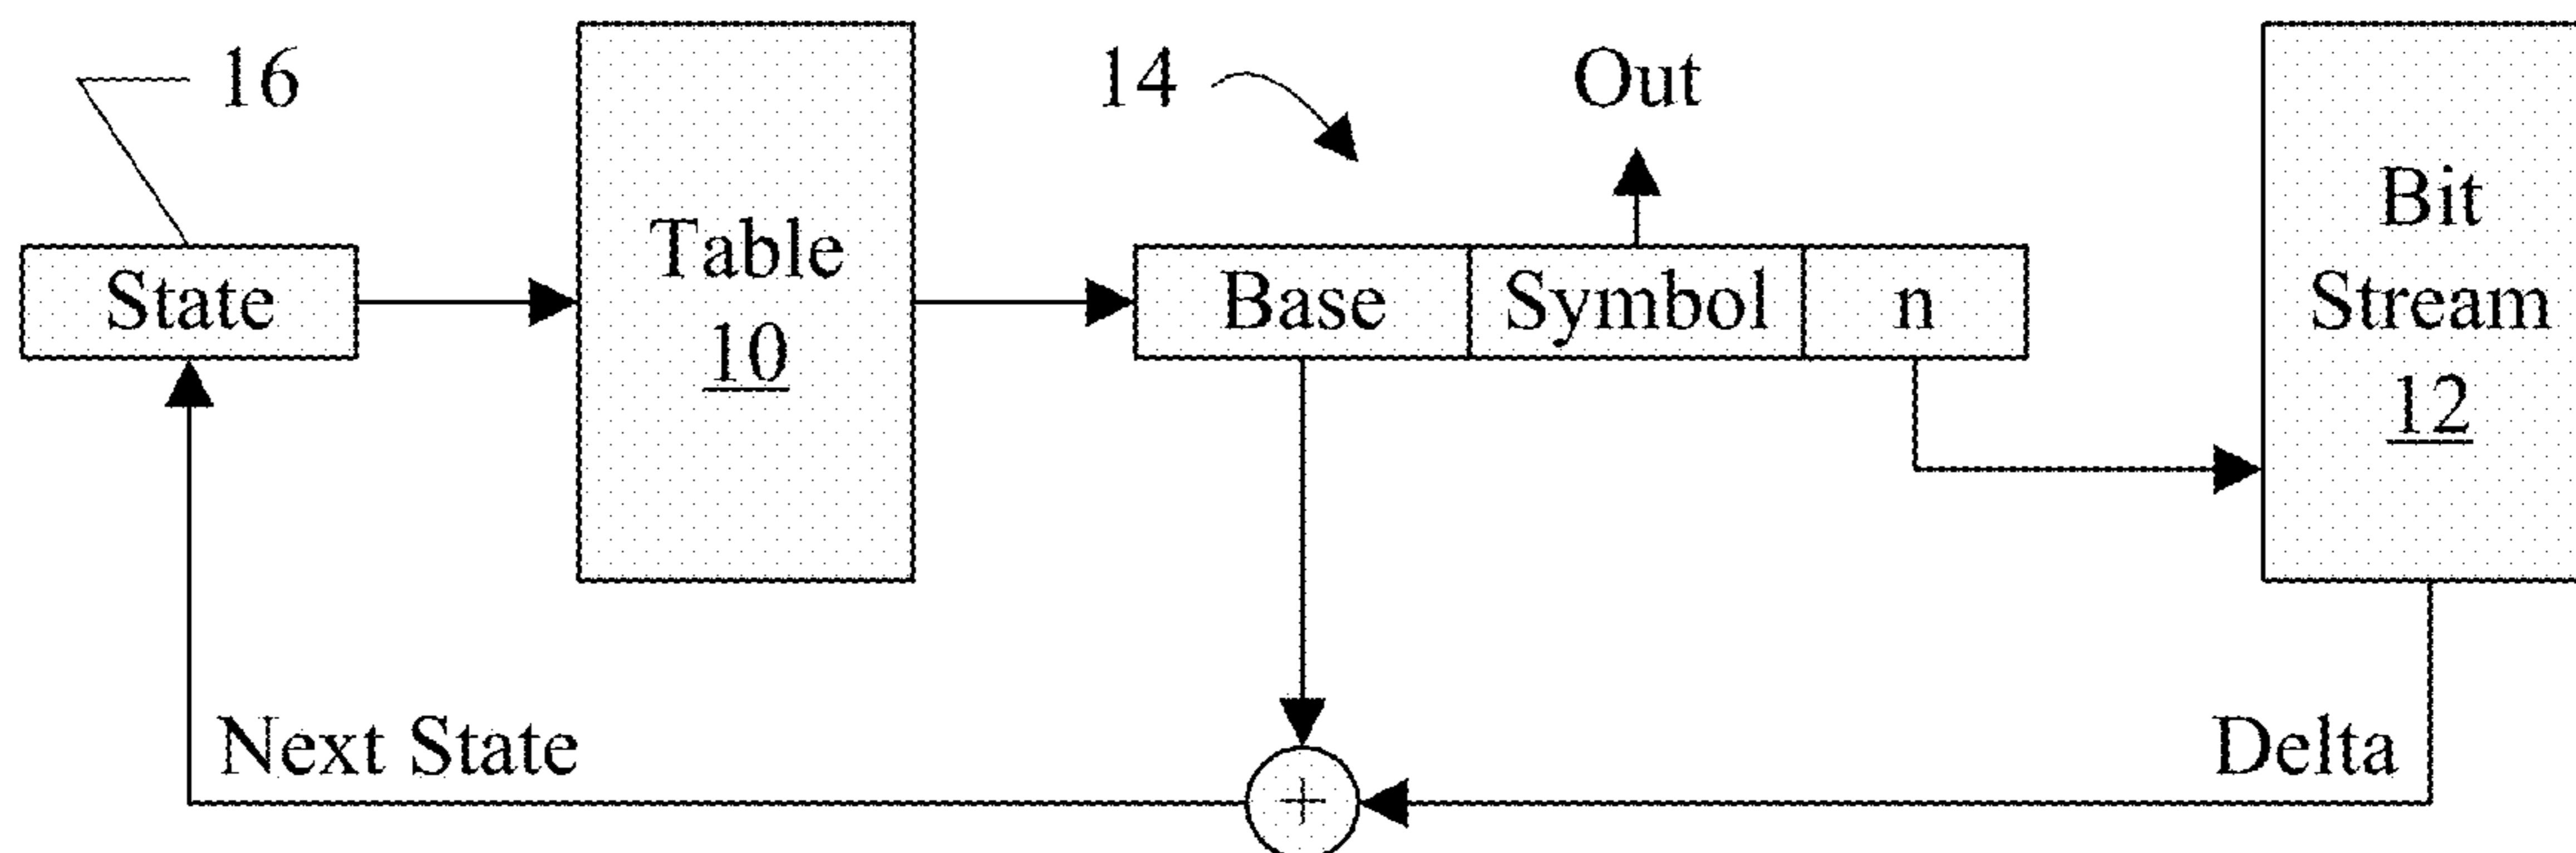 16
14
Out
State
Table
10
Base
Symbol
n
Bit
Stream
12
Next State
Delta
+